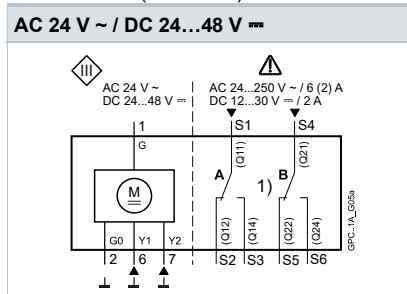 AC 24 V ~ / DC 24...48 V ⎓
III
AC 24 V ~
DC 24...48 V ⎓
AC 24...250 V ~ / 6 (2) A
DC 12...30 V ⎓ / 2 A
1 S1 S4
G (Q11) (Q21)
A 1) B
M
G0 Y1 Y2 (Q12) (Q14) (Q22) (Q24)
2 6 7 S2 S3 S5 S6
GPC..1A_G05a